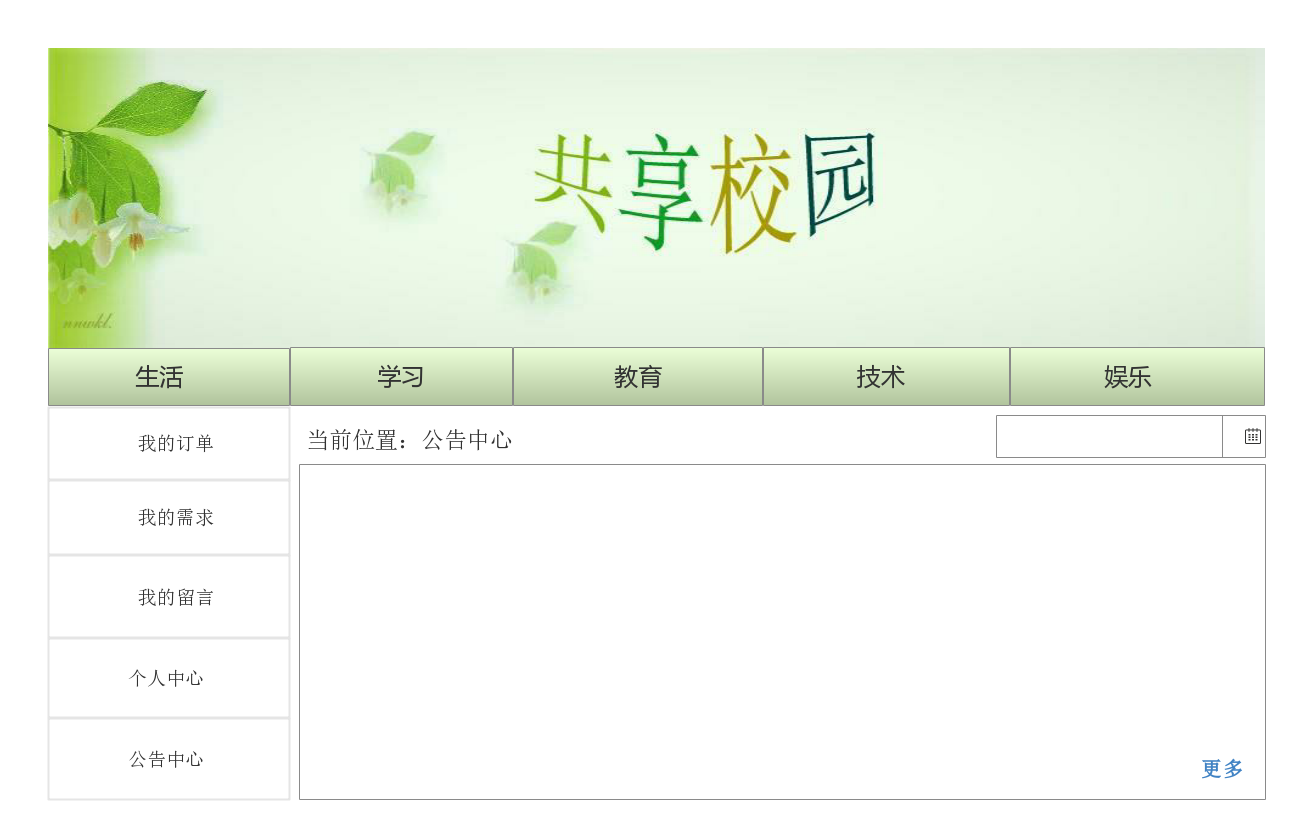 共享校园
nnwkl.
生活 学习 教育 技术 娱乐
我的订单
当前位置：公告中心
我的需求
我的留言
个人中心
公告中心
更多